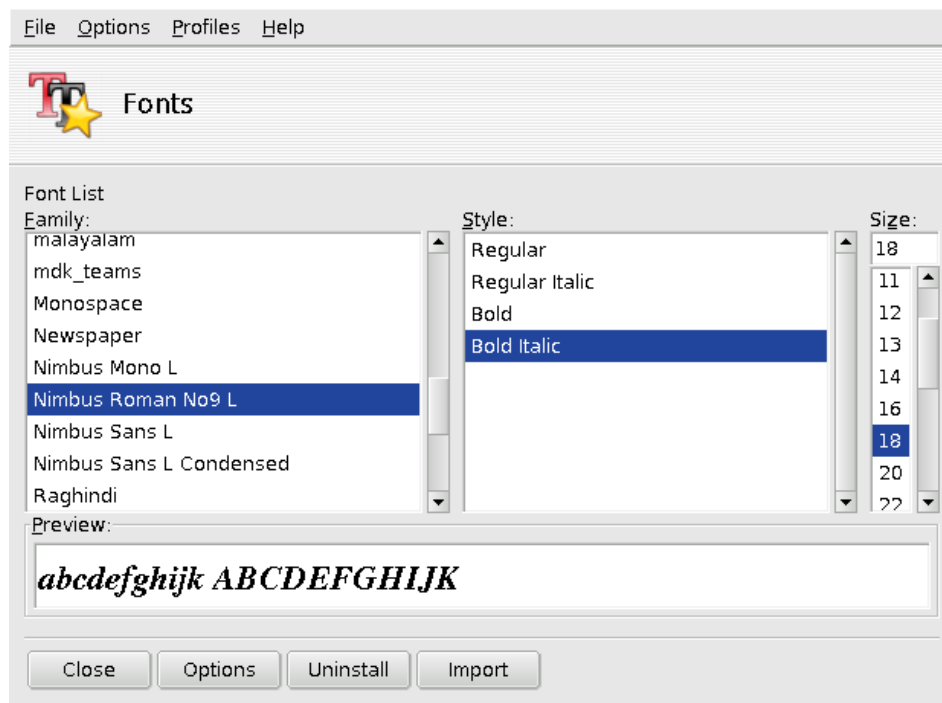 File Options Profiles Help
Fonts
Font List
Family:
malayalam
mdk_teams
Monospace
Newspaper
Nimbus Mono L
Nimbus Roman No9 L
Nimbus Sans L
Nimbus Sans L Condensed
Raghindi
Style:
Regular
Regular Italic
Bold
Bold Italic
Size:
18
11
12
13
14
16
18
20
22
Preview:
abcdefghijk ABCDEFGHIJK
Close Options Uninstall Import